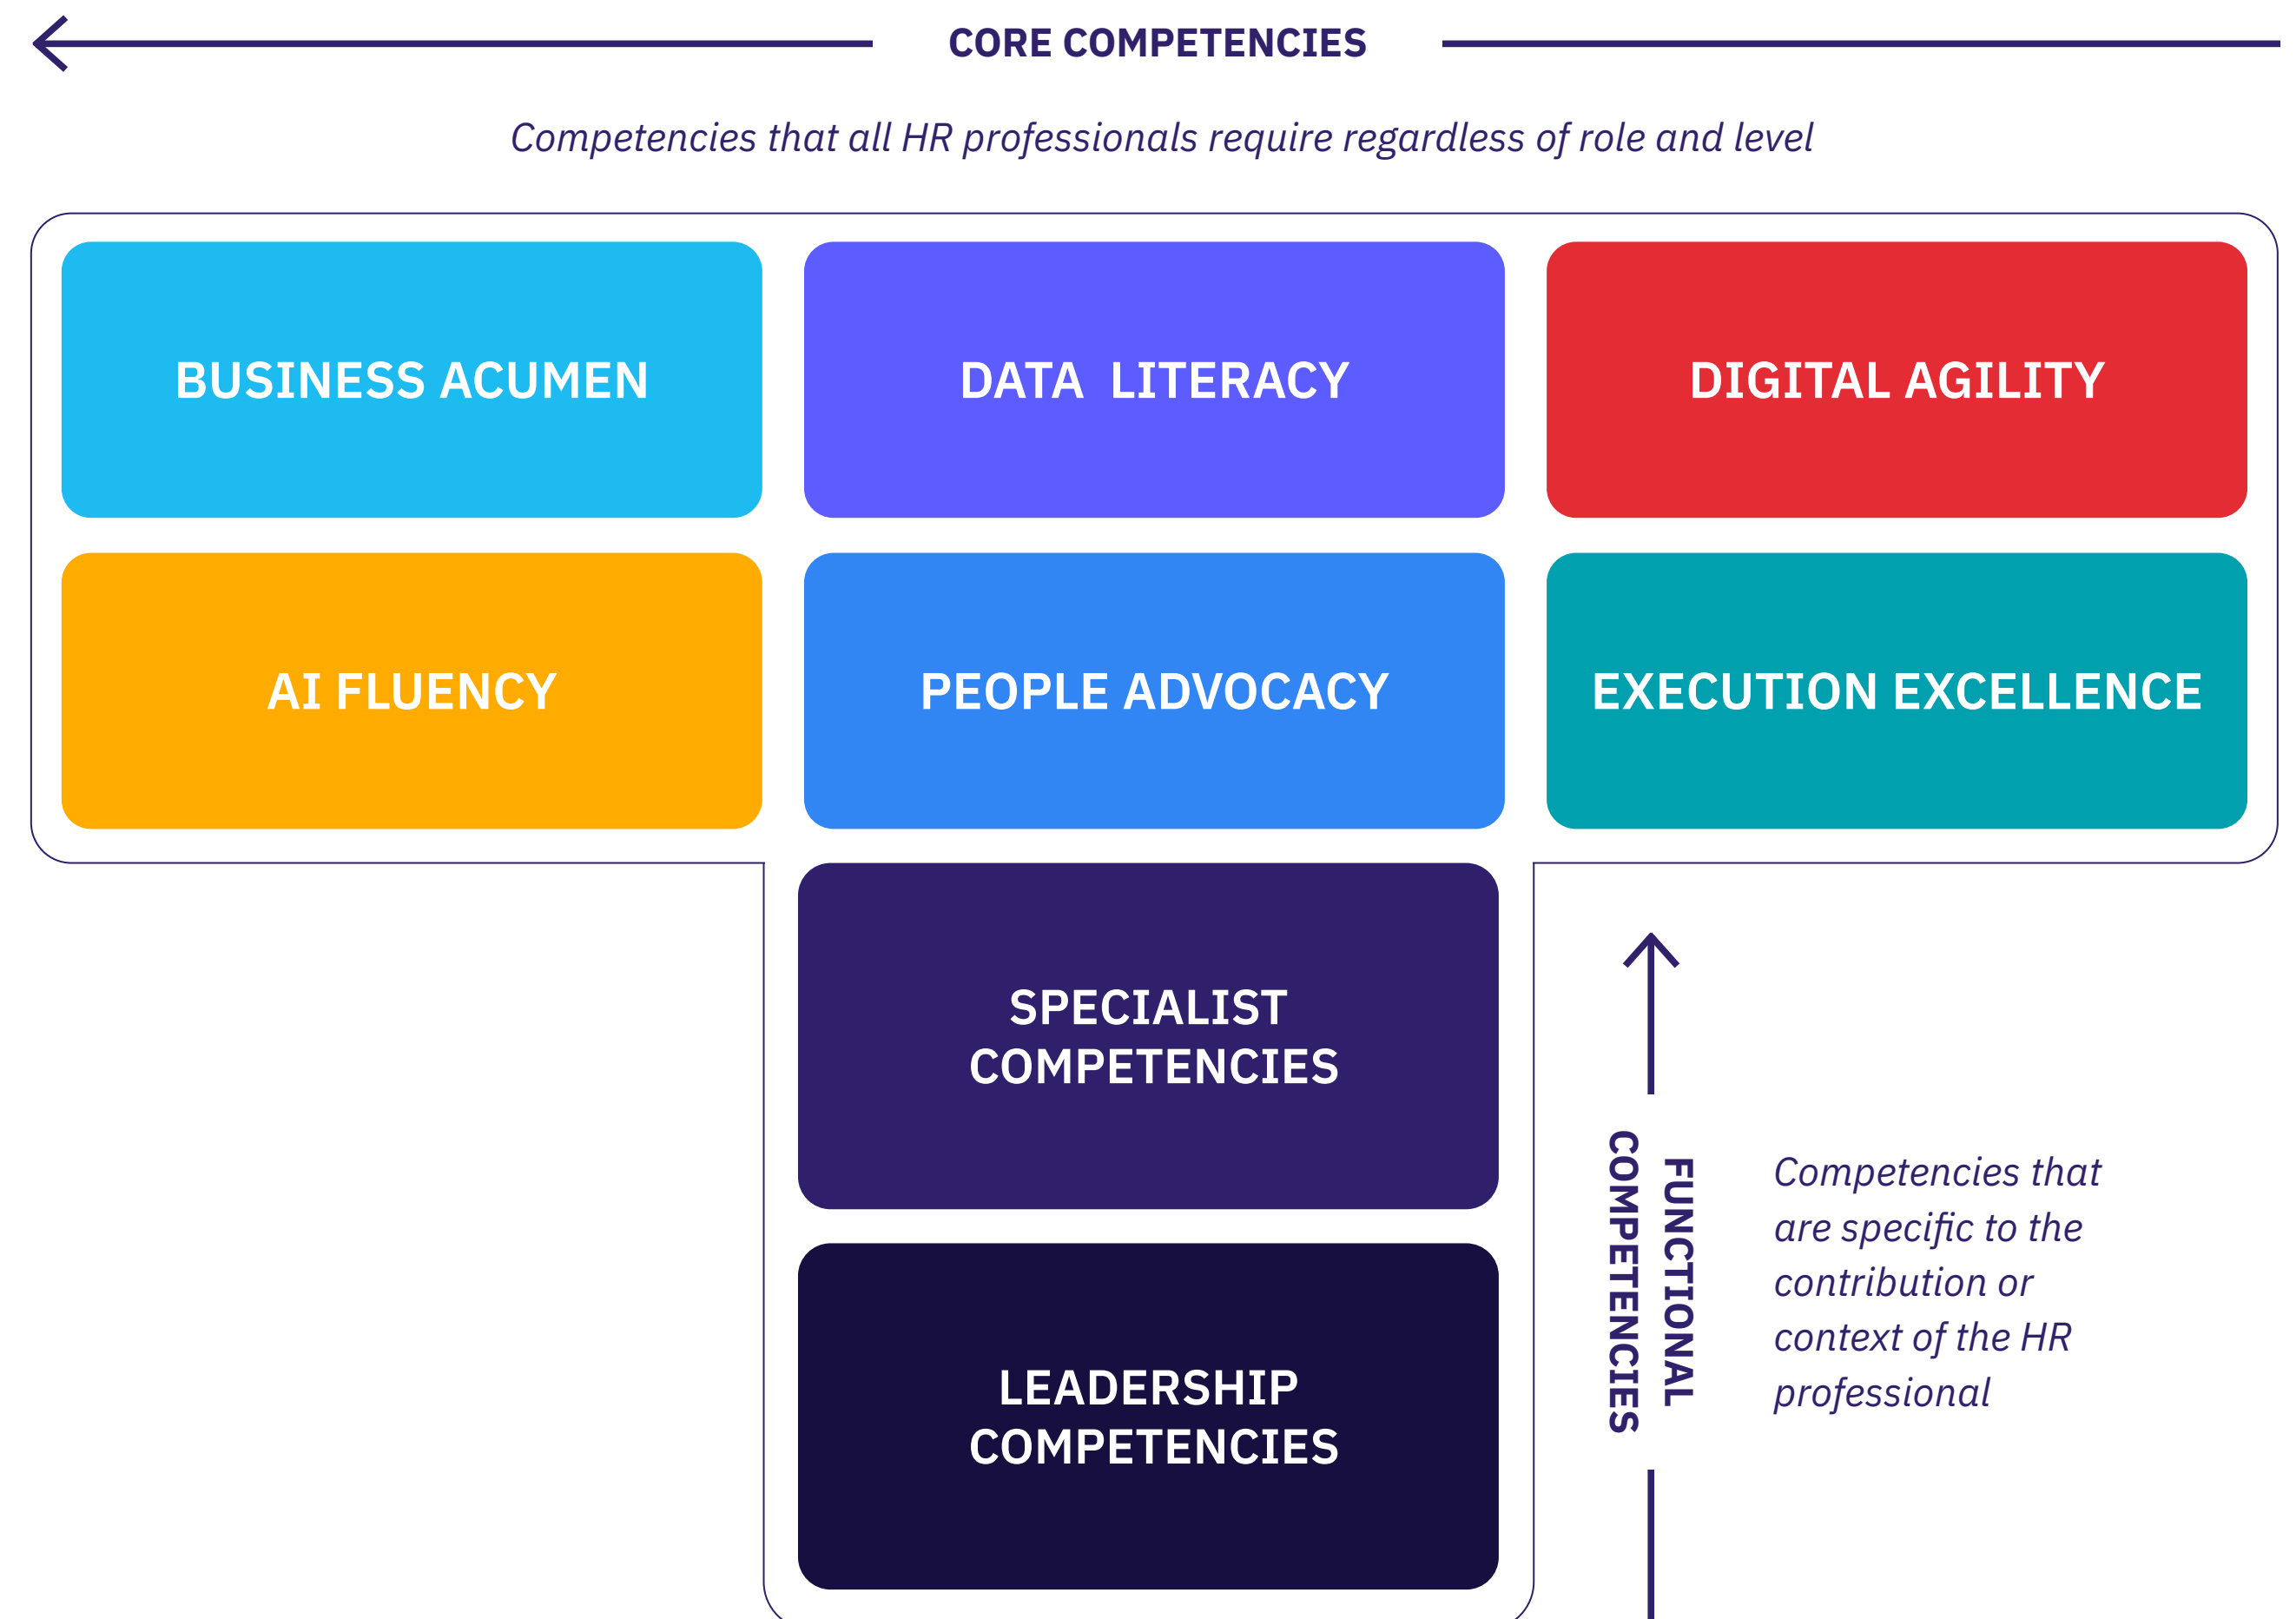 CORE COMPETENCIES
Competencies that all HR professionals require regardless of role and level
BUSINESS ACUMEN
DATA LITERACY
DIGITAL AGILITY
AI FLUENCY
PEOPLE ADVOCACY
EXECUTION EXCELLENCE
SPECIALIST
COMPETENCIES
LEADERSHIP
COMPETENCIES
FUNCTIONAL
COMPETENCIES
Competencies that
are specific to the
contribution or
context of the HR
professional